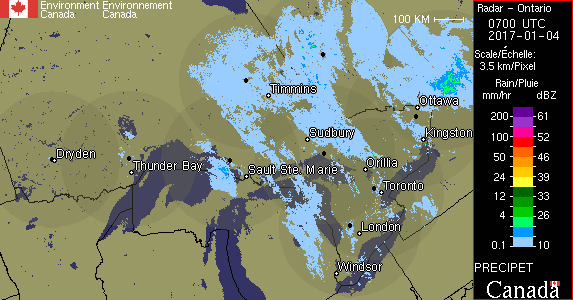 Environment Environnement
Canada Canada
100 KM
Timmins
Ottawa
Sudbury
Kingston
Dryden
Thunder Bay
Sault Ste. Marie
Orillia
Toronto
London
Windsor
Radar - Ontario
0700 UTC
2017-01-04
Scale/Échelle:
3.5 km/Pixel
Rain/Pluie
mm/hr dBZ
200 61
100 52
50 46
24 39
12 33
4 26
0.1 10
PRECIPET
Canada